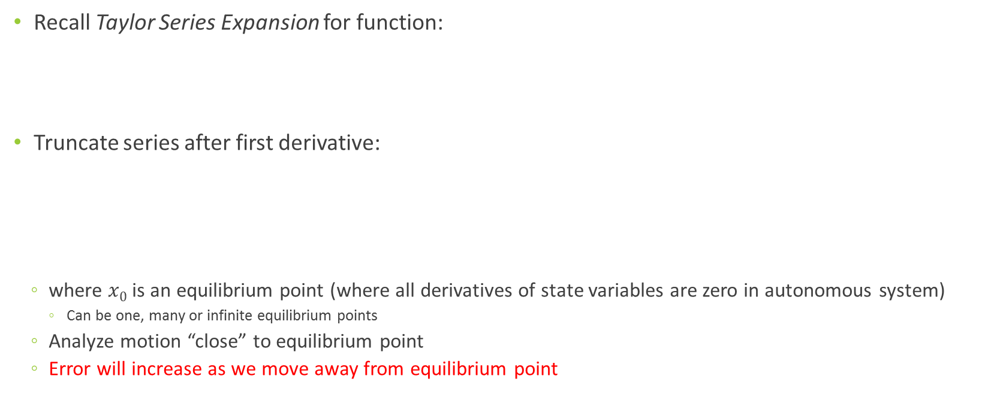 • Recall Taylor Series Expansion for function:
• Truncate series after first derivative:
◦ where x₀ is an equilibrium point (where all derivatives of state variables are zero in autonomous system)
◦ Can be one, many or infinite equilibrium points
◦ Analyze motion “close” to equilibrium point
◦ Error will increase as we move away from equilibrium point